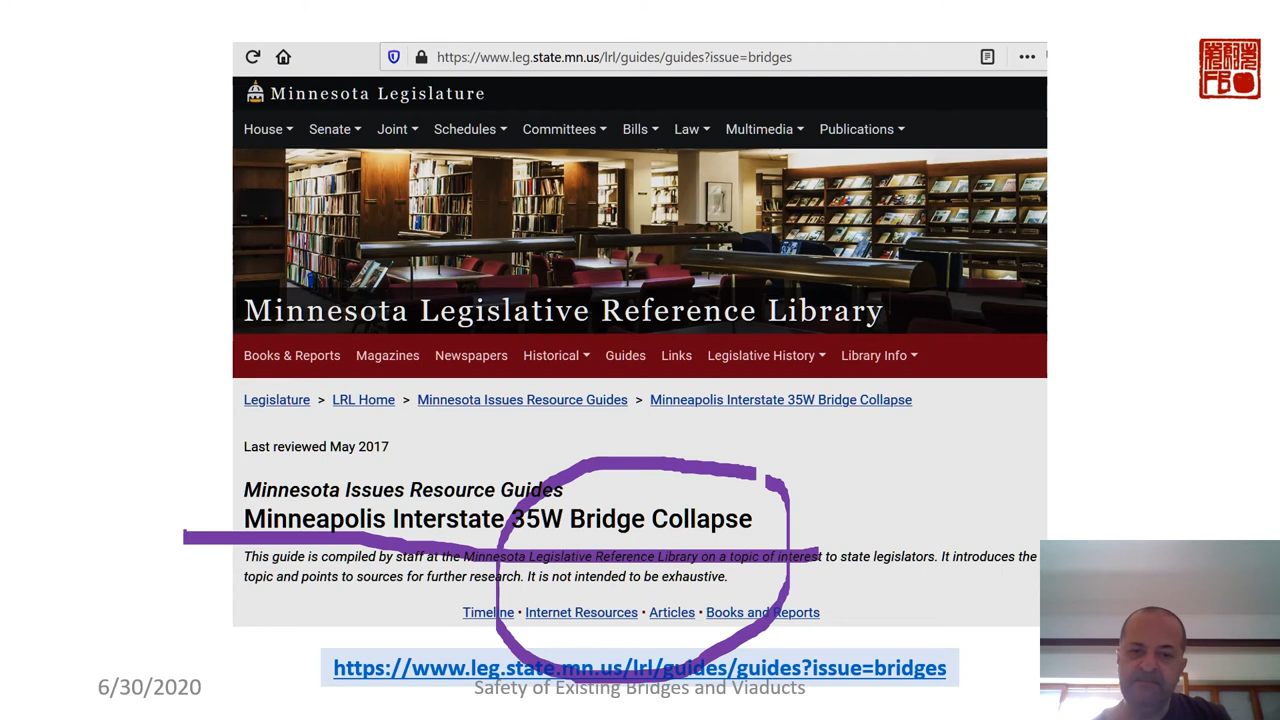 https://www.leg.state.mn.us/lrl/guides/guides?issue=bridges
Minnesota Legislature
House Senate Joint Schedules Committees Bills Law Multimedia Publications
Minnesota Legislative Reference Library
Books & Reports Magazines Newspapers Historical Guides Links Legislative History Library Info
Legislature > LRL Home > Minnesota Issues Resource Guides > Minneapolis Interstate 35W Bridge Collapse
Last reviewed May 2017
Minnesota Issues Resource Guides
Minneapolis Interstate 35W Bridge Collapse
This guide is compiled by staff at the Minnesota Legislative Reference Library on a topic of interest to state legislators. It introduces the
topic and points to sources for further research. It is not intended to be exhaustive.
Timeline • Internet Resources • Articles • Books and Reports
https://www.leg.state.mn.us/lrl/guides/guides?issue=bridges
6/30/2020 Safety of Existing Bridges and Viaducts